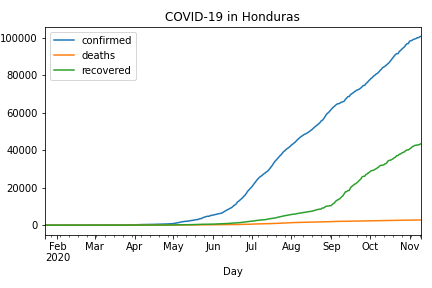 COVID-19 in Honduras
confirmed
deaths
recovered
100000
80000
60000
40000
20000
0
Feb Mar Apr May Jun Jul Aug Sep Oct Nov
2020
Day